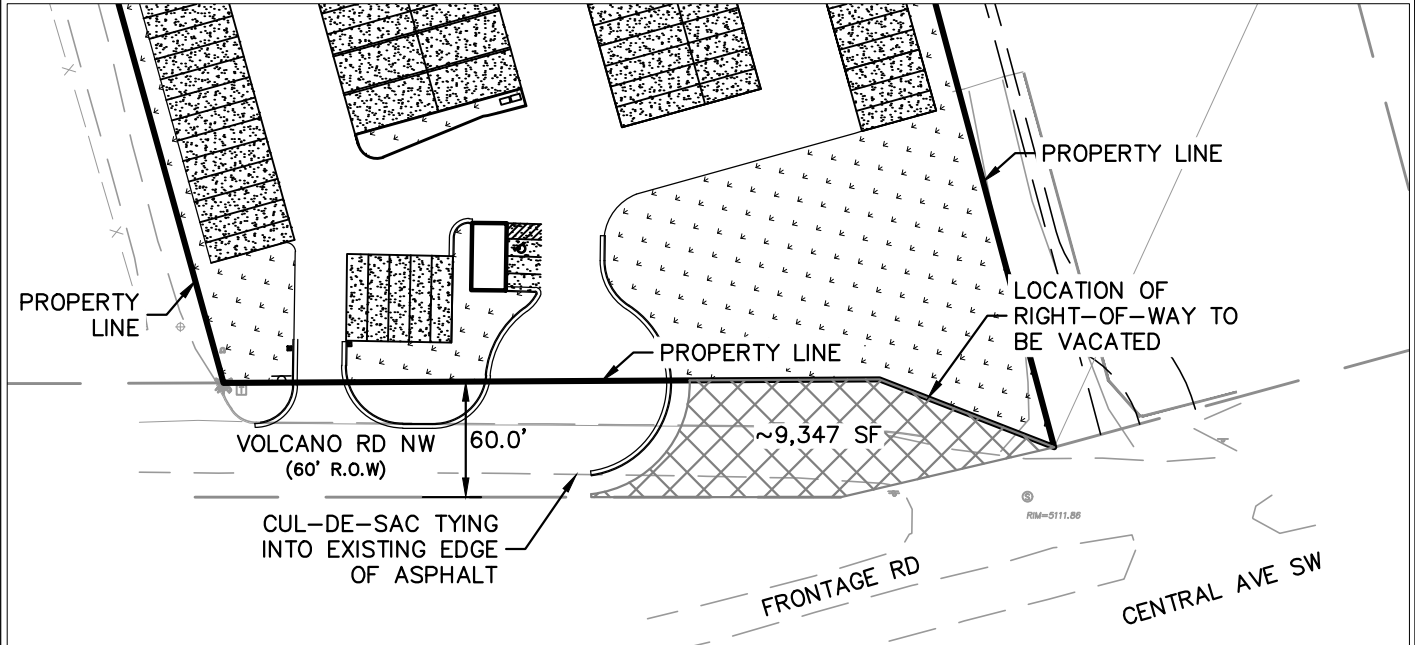 PROPERTY LINE
PROPERTY
LINE
LOCATION OF
RIGHT-OF-WAY TO
BE VACATED
PROPERTY LINE
VOLCANO RD NW
(60' R.O.W)
60.0'
~9,347 SF
CUL-DE-SAC TYING
INTO EXISTING EDGE
OF ASPHALT
S
RIM=5111.86
FRONTAGE RD
CENTRAL AVE SW